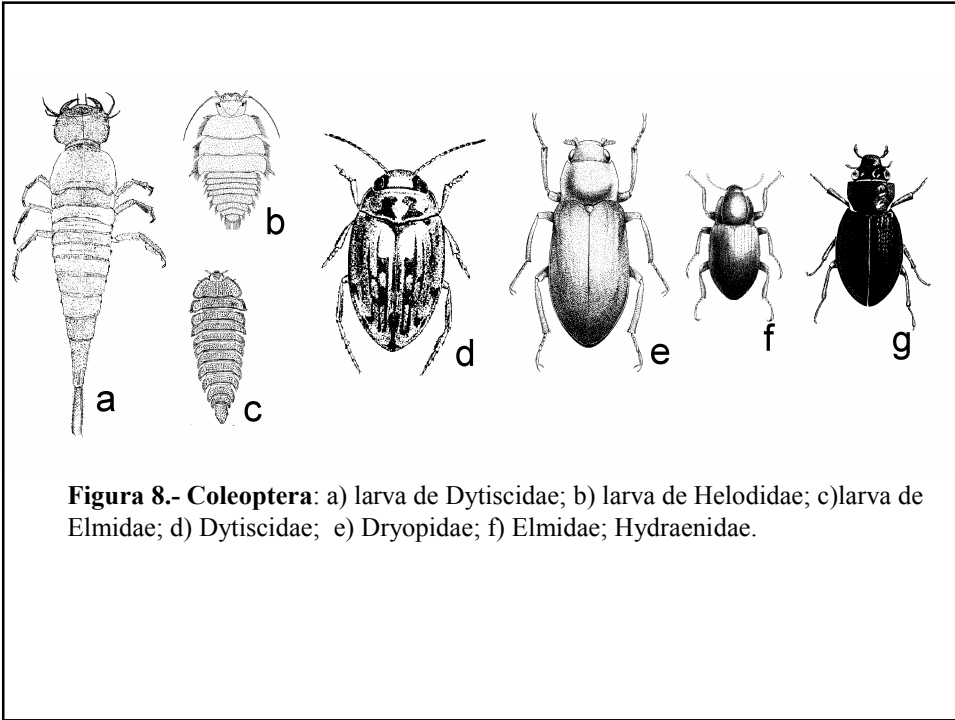 a
b
c
d
e
f
g
Figura 8.- Coleoptera: a) larva de Dytiscidae; b) larva de Helodidae; c)larva de
Elmidae; d) Dytiscidae; e) Dryopidae; f) Elmidae; Hydraenidae.